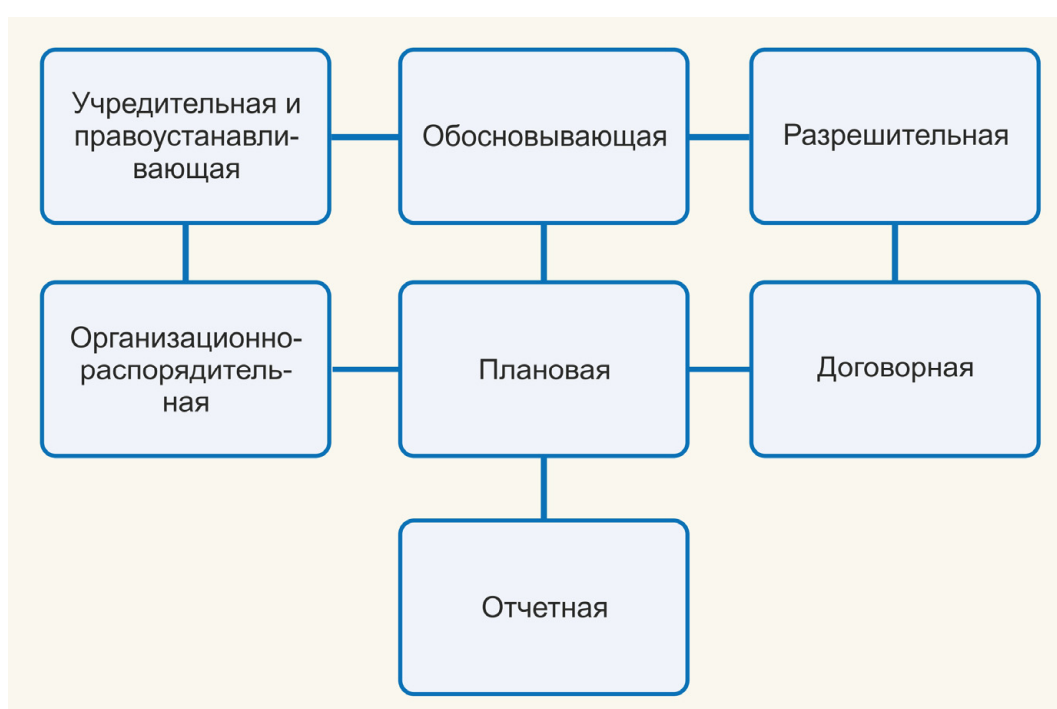 Учредительная и
правоустанавли-
вающая
Обосновывающая
Разрешительная
Организационно-
распорядитель-
ная
Плановая
Договорная
Отчетная